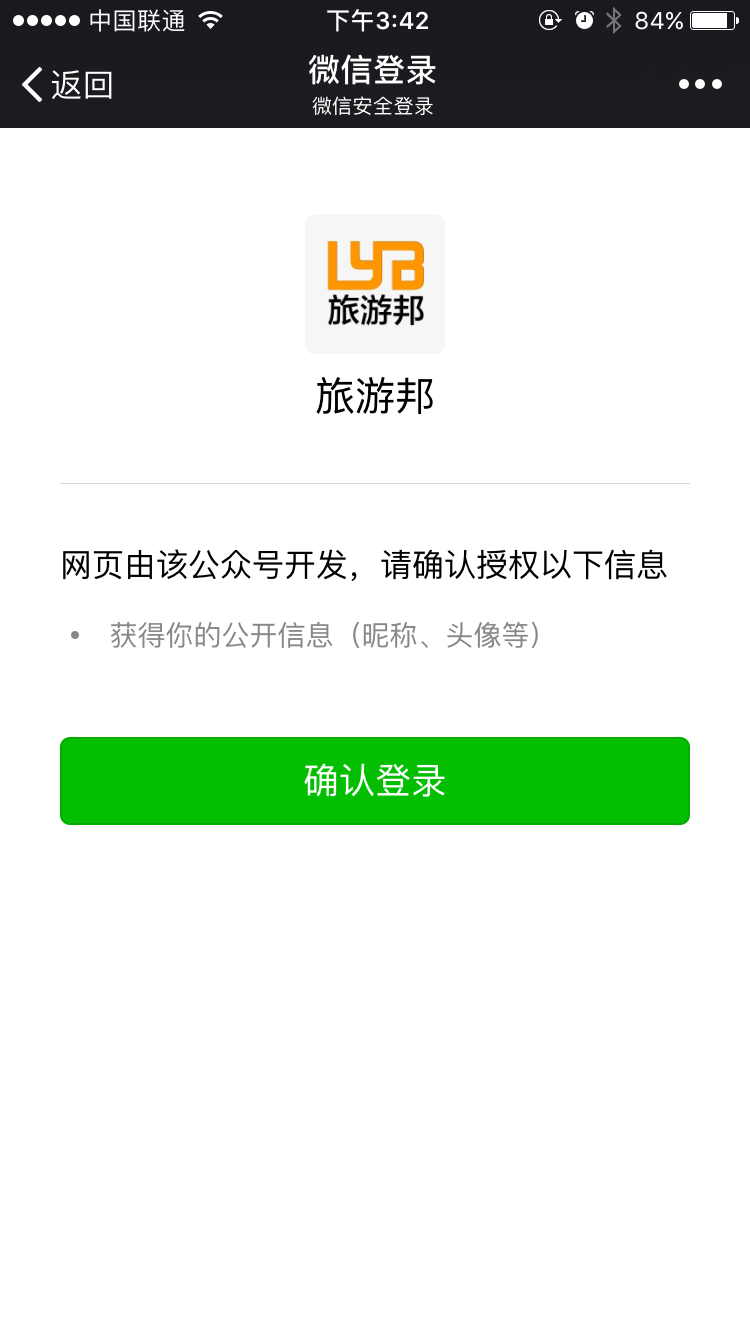 中国联通 下午3:42 84%
返回
微信登录
微信安全登录
LYB
旅游邦
旅游邦
网页由该公众号开发，请确认授权以下信息
• 获得你的公开信息（昵称、头像等）
确认登录